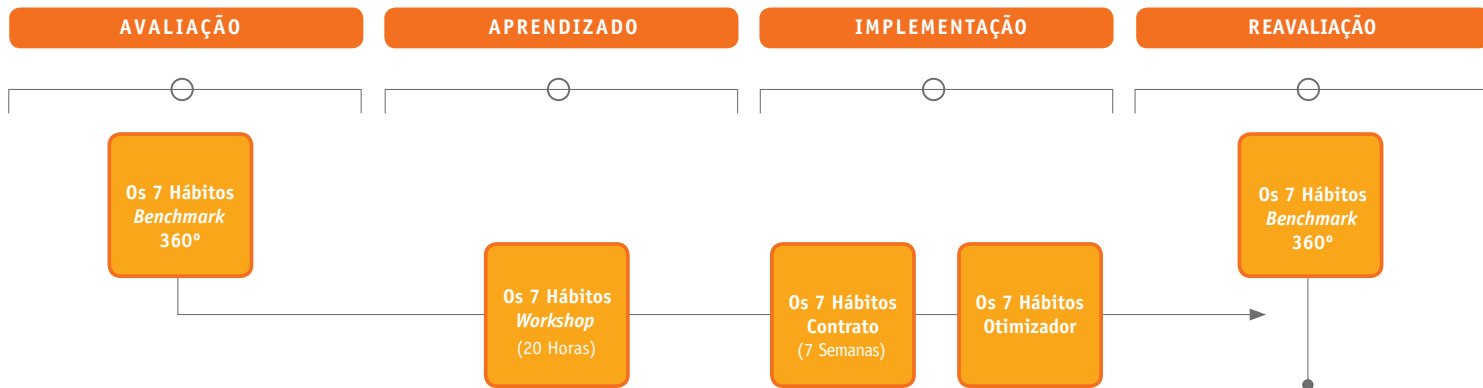 AVALIAÇÃO
APRENDIZADO
IMPLEMENTAÇÃO
REAVALIAÇÃO
Os 7 Hábitos
Benchmark
360º
Os 7 Hábitos
Workshop
(20 Horas)
Os 7 Hábitos
Contrato
(7 Semanas)
Os 7 Hábitos
Otimizador
Os 7 Hábitos
Benchmark
360º